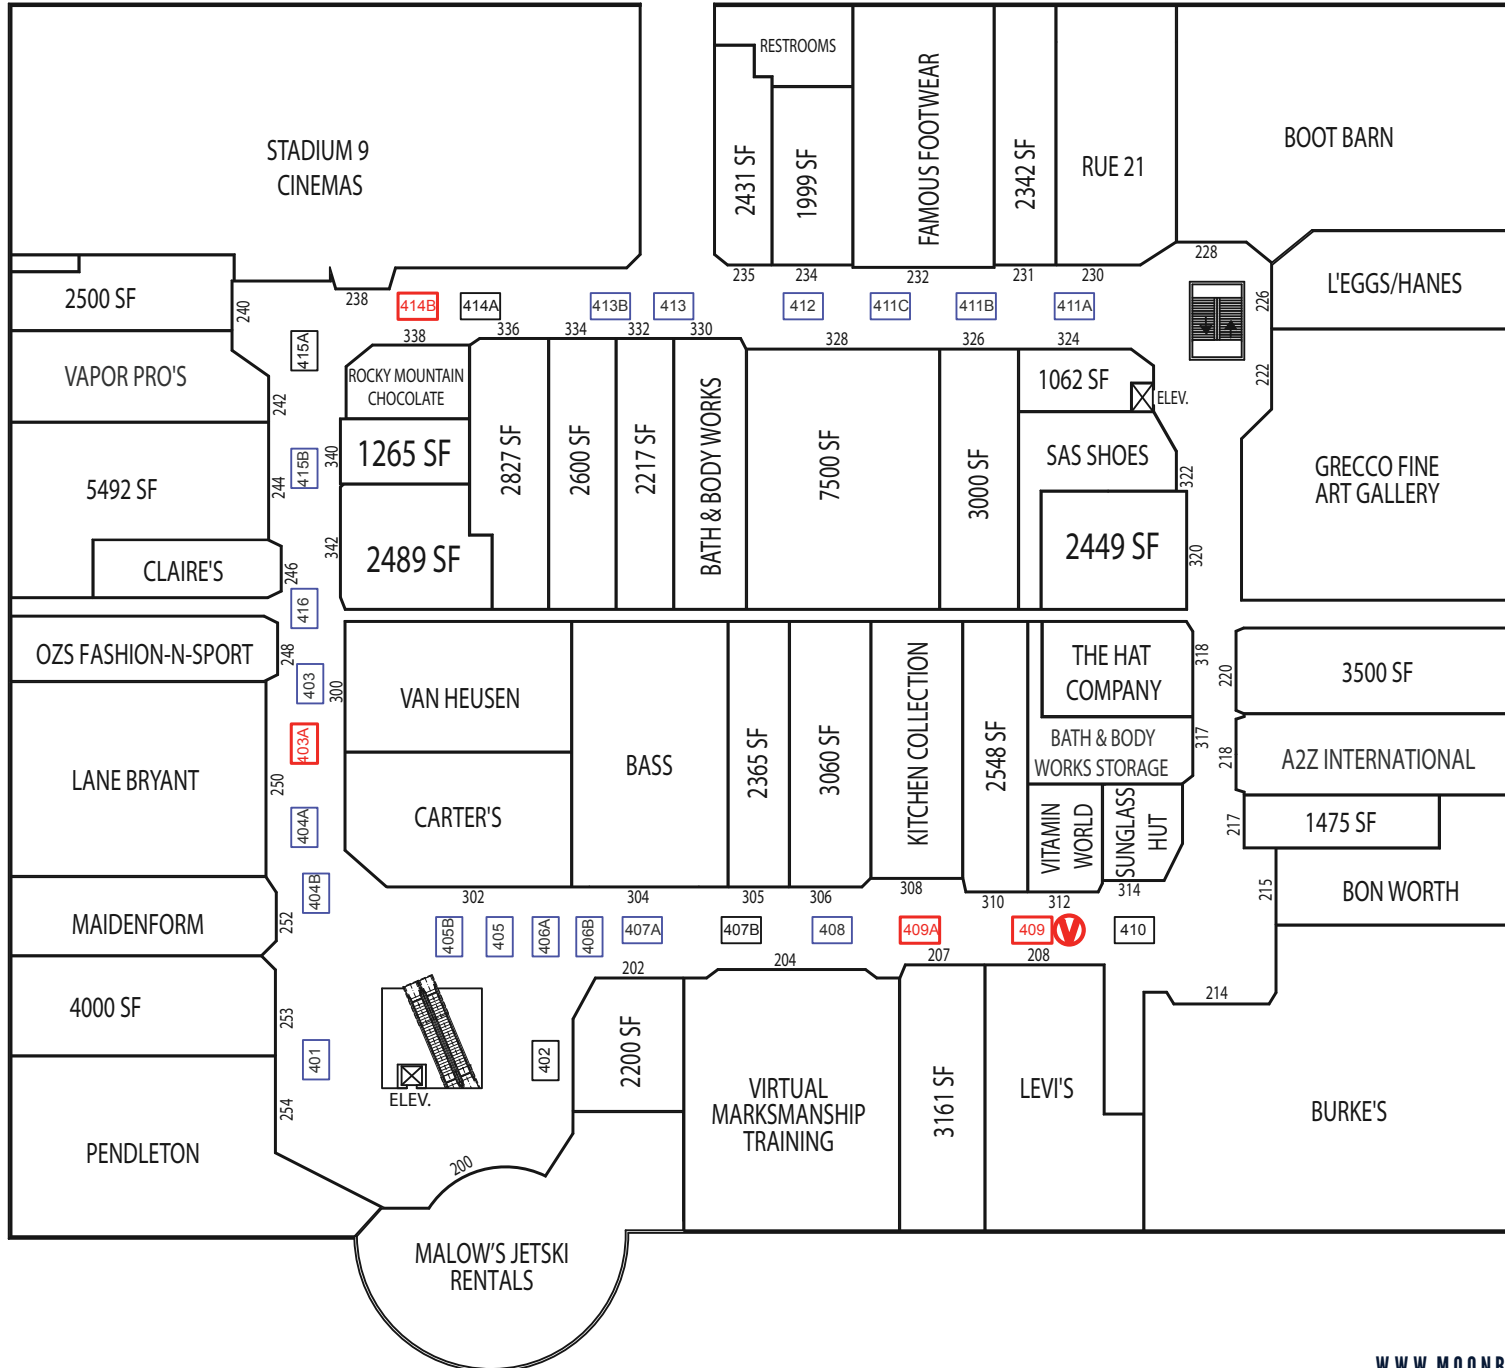 STADIUM 9
CINEMAS
RESTROOMS
2431 SF
1999 SF
FAMOUS FOOTWEAR
2342 SF
RUE 21
BOOT BARN
228
L'EGGS/HANES
226
2500 SF
240
238
414B
414A
413B
413
235
234
232
231
230
412
411C
411B
411A
415A
338
336
334
332
330
328
326
324
VAPOR PRO'S
242
ROCKY MOUNTAIN
CHOCOLATE
1062 SF
ELEV.
222
5492 SF
244
415B
340
1265 SF
2827 SF
2600 SF
2217 SF
BATH & BODY WORKS
7500 SF
3000 SF
SAS SHOES
322
GRECCO FINE
ART GALLERY
342
2489 SF
2449 SF
320
CLAIRE'S
246
416
OZS FASHION-N-SPORT
248
403
300
VAN HEUSEN
BASS
2365 SF
3060 SF
KITCHEN COLLECTION
2548 SF
THE HAT
COMPANY
318
220
3500 SF
LANE BRYANT
403A
250
404A
CARTER'S
BATH & BODY
WORKS STORAGE
317
218
A2Z INTERNATIONAL
VITAMIN
WORLD
SUNGLASS
HUT
217
1475 SF
MAIDENFORM
404B
252
302
304
305
306
308
310
312
314
215
BON WORTH
405B
405
406A
406B
407A
407B
408
409A
409
V
410
4000 SF
253
202
204
207
208
214
401
ELEV.
402
2200 SF
VIRTUAL
MARKSMANSHIP
TRAINING
3161 SF
LEVI'S
BURKE'S
254
PENDLETON
200
MALOW'S JETSKI
RENTALS